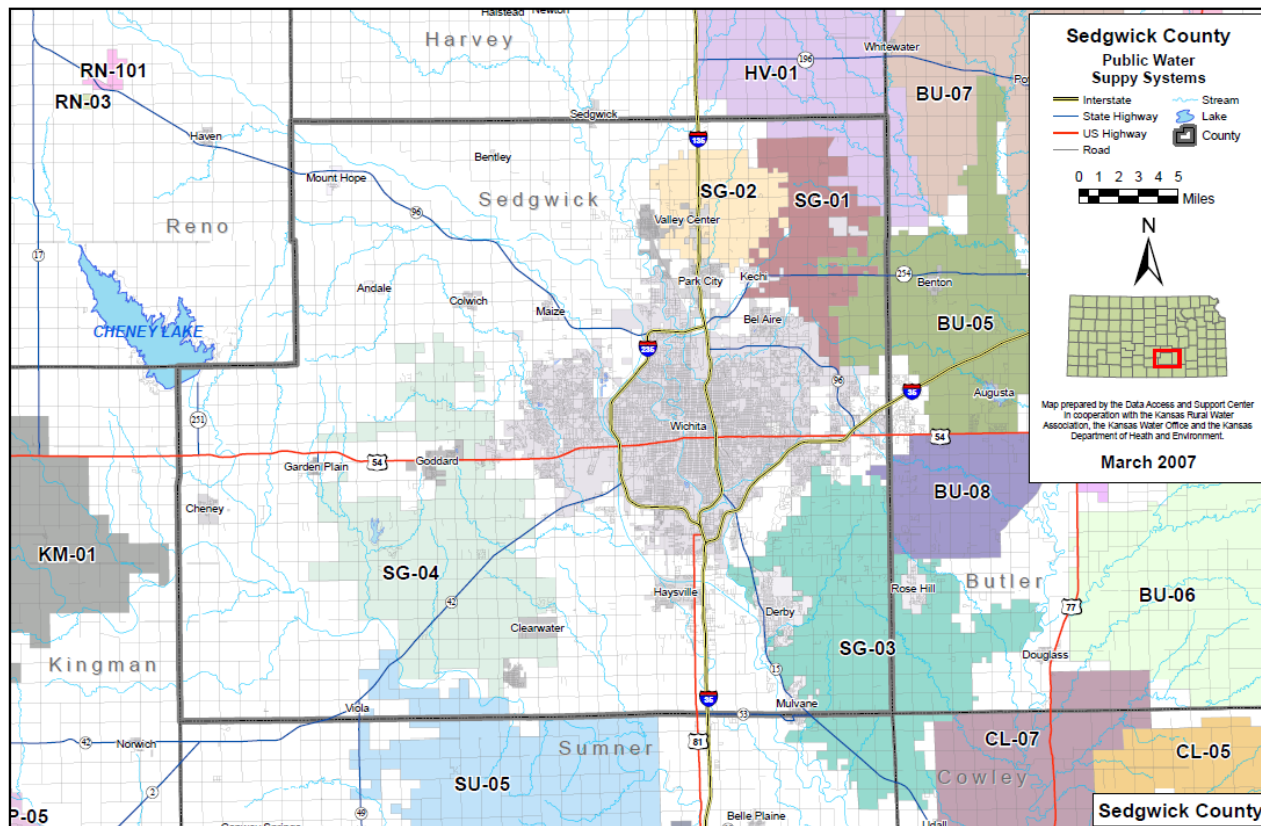 Sedgwick County
Public Water
Suppy Systems
Interstate
State Highway
US Highway
Road
Stream
Lake
County
0 1 2 3 4 5
Miles
N
Map prepared by the Data Access and Support Center
in cooperation with the Kansas Rural Water
Association, the Kansas Water Office and the Kansas
Department of Heath and Environment.
March 2007
Halstead
Newton
Harvey
Whitewater
196
HV-01
BU-07
RN-101
RN-03
Haven
Sedgwick
135
Bentley
Mount Hope
Sedgwick
SG-02
SG-01
Valley Center
96
Reno
17
Park City
Kechi
254
Benton
Andale
Colwich
Maize
Bel Aire
BU-05
CHENEY LAKE
235
96
35
Augusta
251
Wichita
54
Garden Plain
54
Goddard
BU-08
Cheney
KM-01
SG-04
42
Haysville
Derby
Rose Hill
Butler
77
BU-06
Clearwater
SG-03
Douglass
Kingman
15
35
Viola
Mulvane
53
42
Norwich
Sumner
81
CL-07
CL-05
Cowley
SU-05
2
49
P-05
Belle Plaine
Udall
Sedgwick County